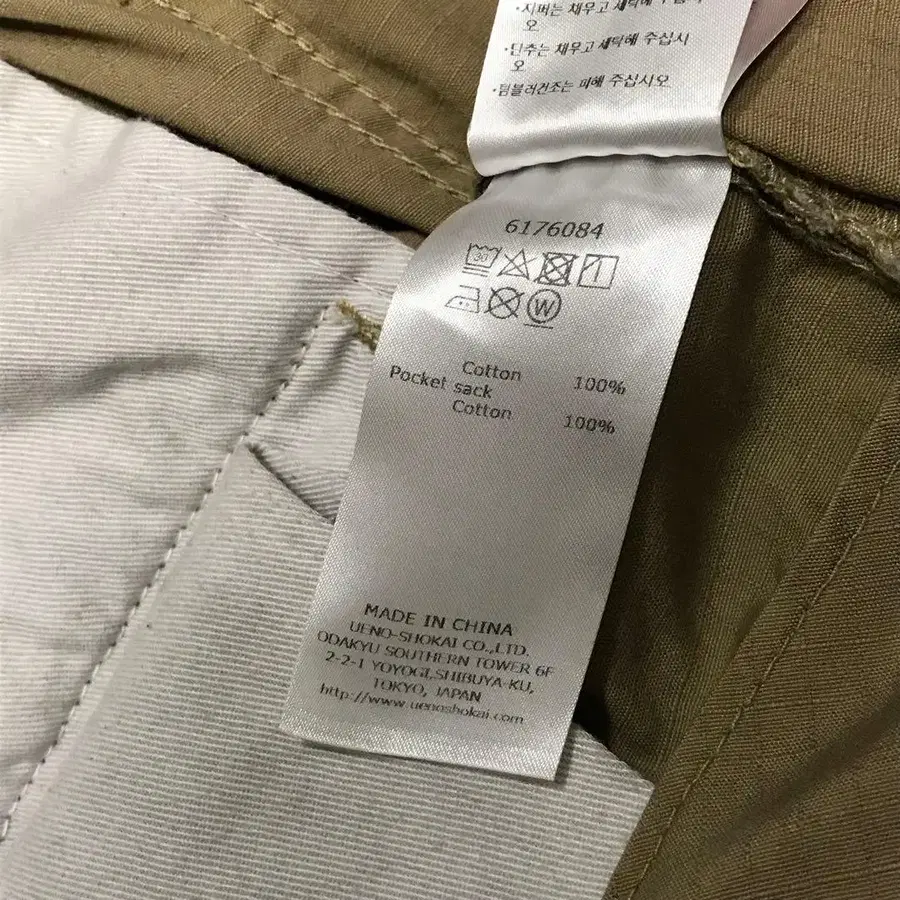 ·지퍼는 채우고 세탁해 주십시
오
·단추는 채우고 세탁해 주십시
오
·텀블러건조는 피해 주십시오
6176084
30
W
Cotton 100%
Pocket sack
Cotton 100%
MADE IN CHINA
UENO-SHOKAI CO.,LTD.
ODAKYU SOUTHERN TOWER 6F
2-2-1 YOYOGI,SHIBUYA-KU,
TOKYO, JAPAN
http://www.uenoshokai.com